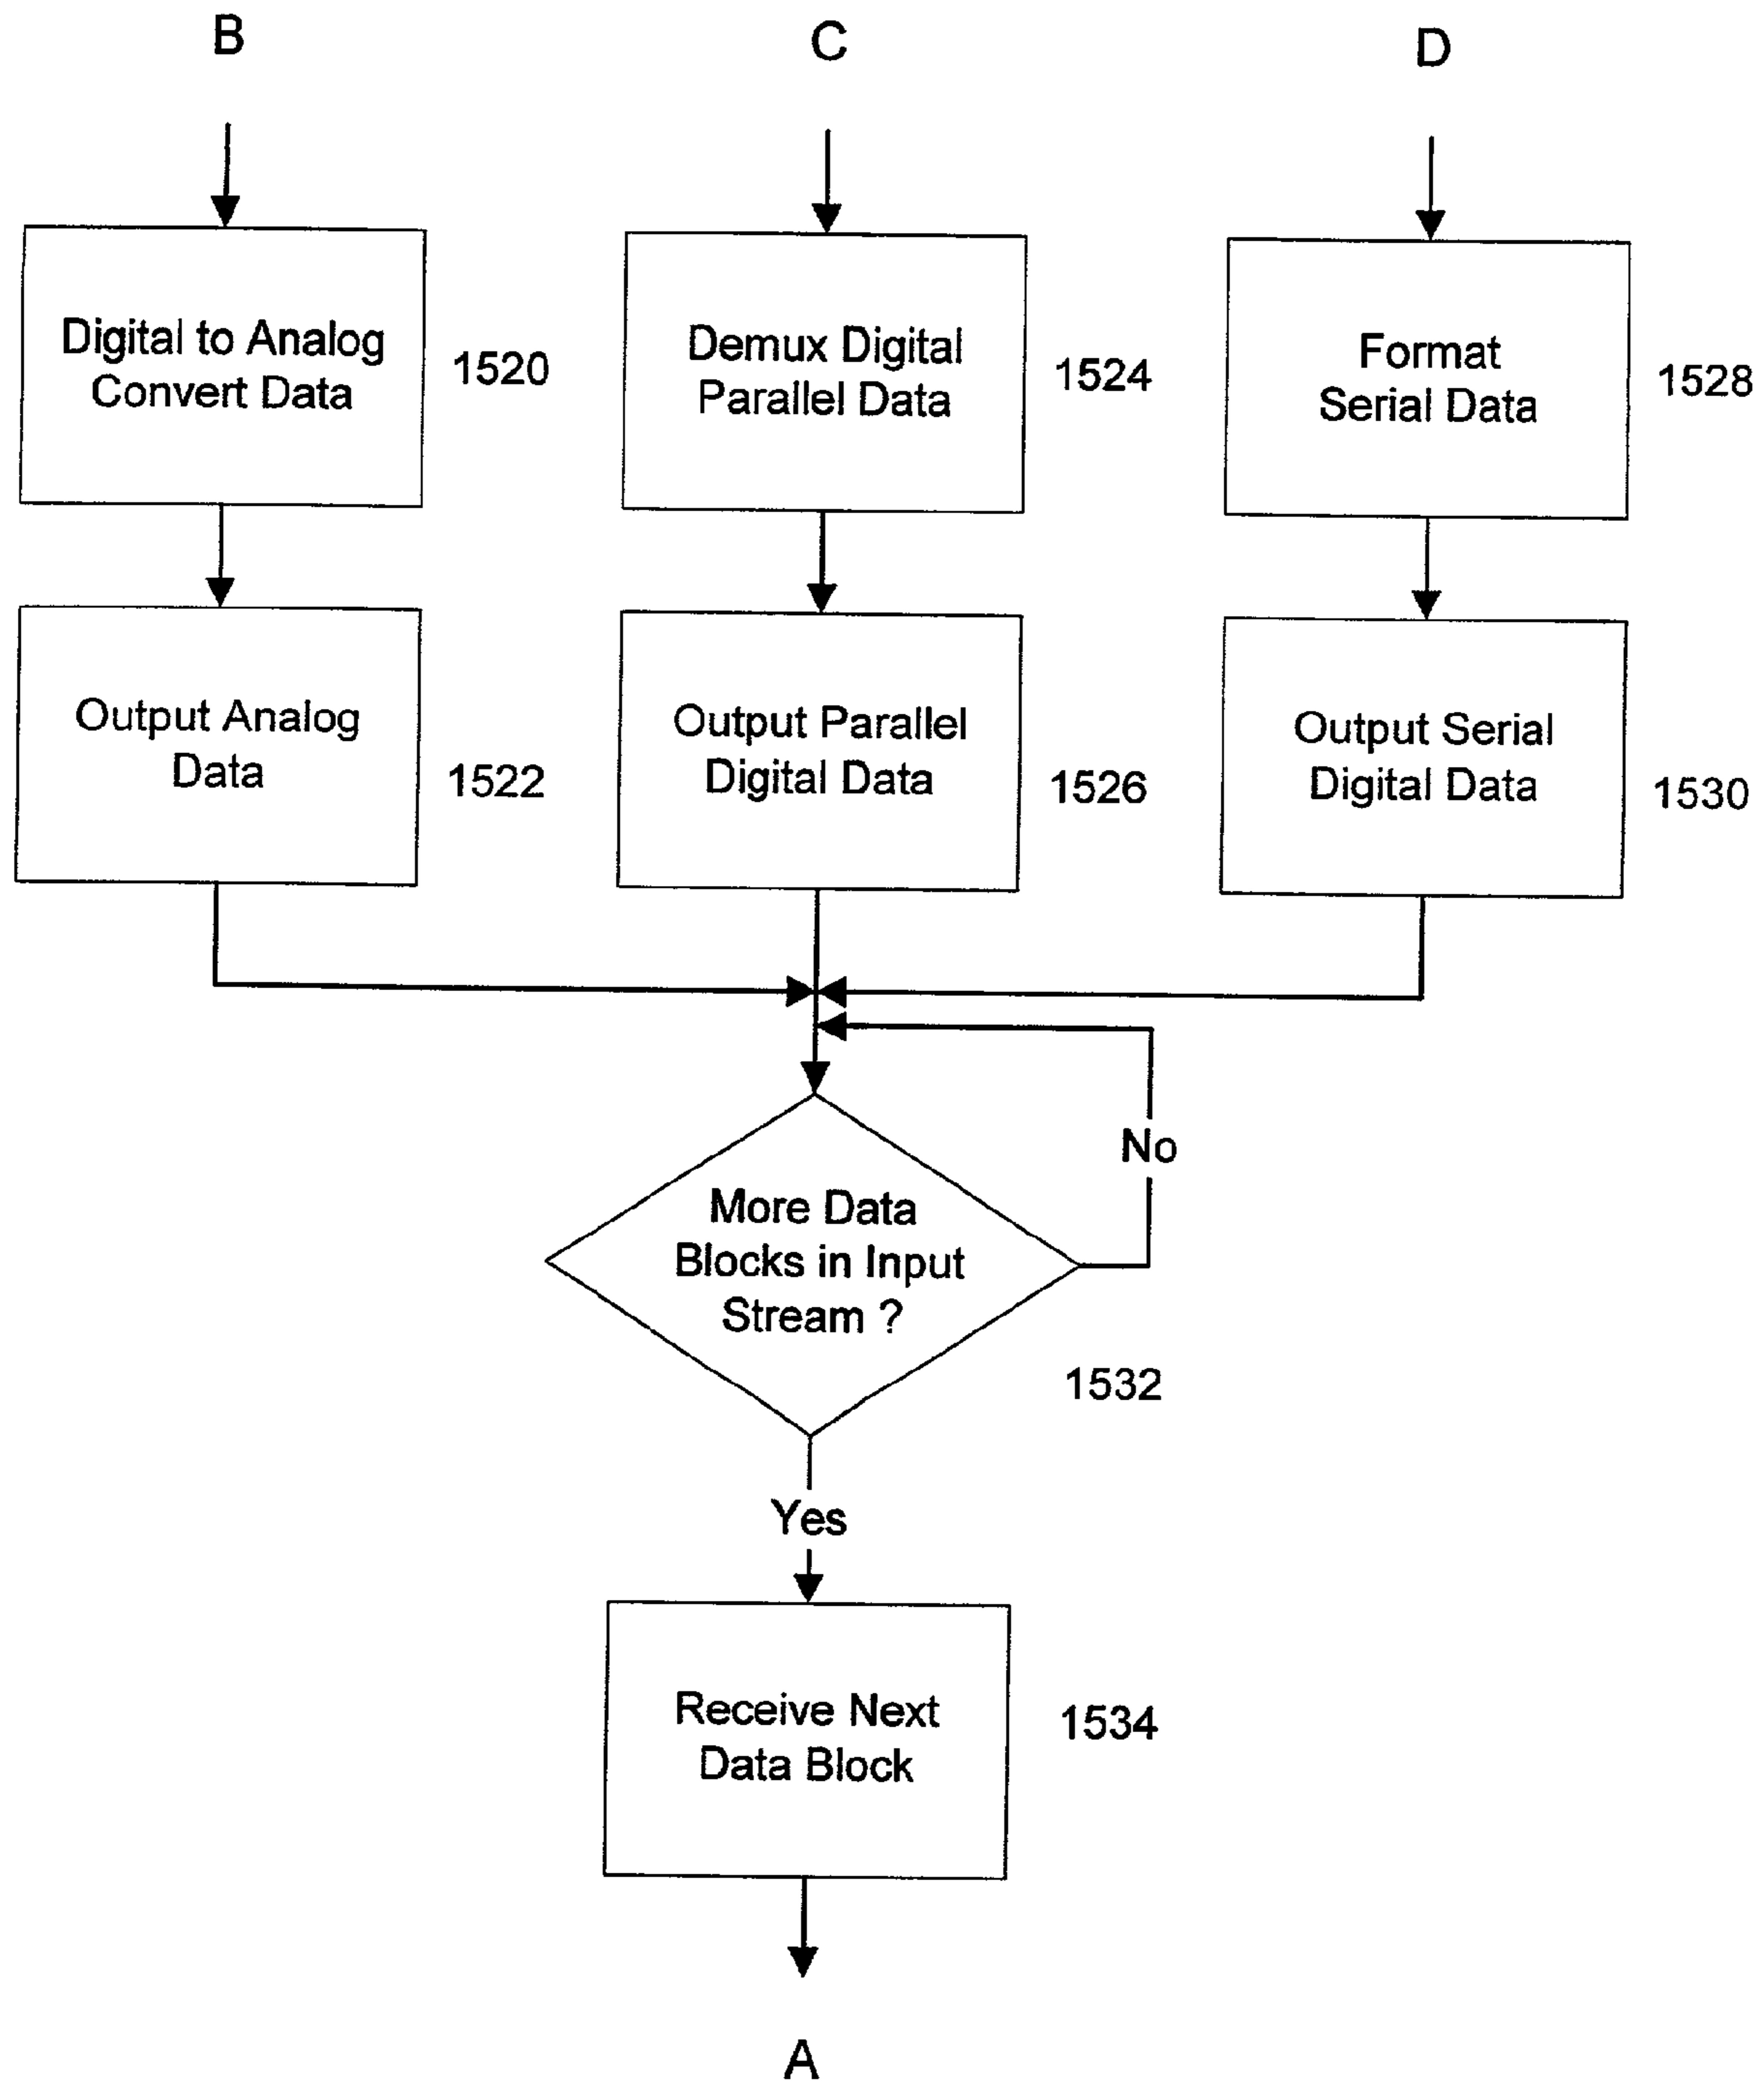 B
C
D
Digital to Analog
Convert Data
1520
Demux Digital
Parallel Data
1524
Format
Serial Data
1528
Output Analog
Data
1522
Output Parallel
Digital Data
1526
Output Serial
Digital Data
1530
No
More Data
Blocks in Input
Stream ?
1532
Yes
Receive Next
Data Block
1534
A